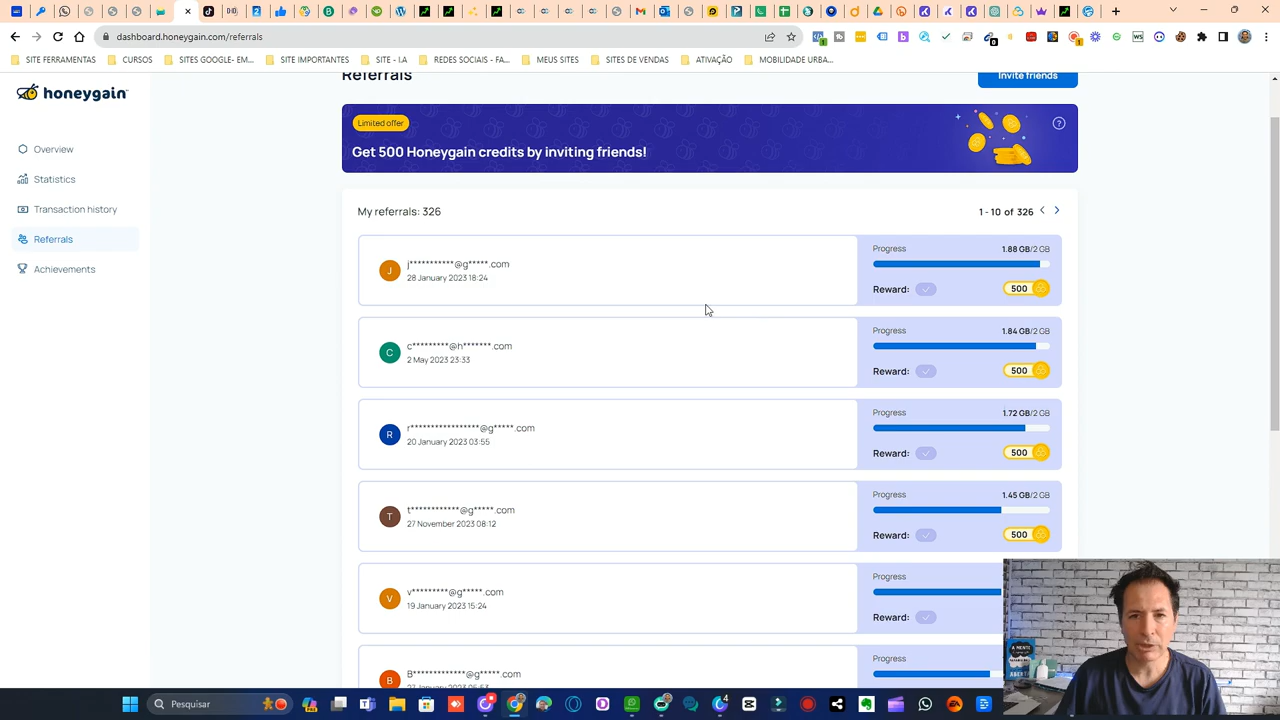 dashboard.honeygain.com/referrals
SITE FERRAMENTAS
CURSOS
SITES GOOGLE- EM...
SITE IMPORTANTES
SITE - I.A
REDES SOCIAIS - FA...
MEUS SITES
SITES DE VENDAS
ATIVAÇÃO
MOBILIDADE URBA...
honeygain
Overview
Statistics
Transaction history
Referrals
Achievements
Referrals
Invite friends
Limited offer
Get 500 Honeygain credits by inviting friends!
My referrals: 326
1 - 10 of 326
J
j***********@g*****.com
28 January 2023 18:24
Progress
1.88 GB/2 GB
Reward:
500
C
c*********@h*******.com
2 May 2023 23:33
Progress
1.84 GB/2 GB
Reward:
500
R
r*****************@g*****.com
20 January 2023 03:55
Progress
1.72 GB/2 GB
Reward:
500
T
t************@g*****.com
27 November 2023 08:12
Progress
1.45 GB/2 GB
Reward:
500
V
v*********@g*****.com
19 January 2023 15:24
Progress
Reward:
B
B*************@g*****.com
Progress
A MENTE
Pesquisar